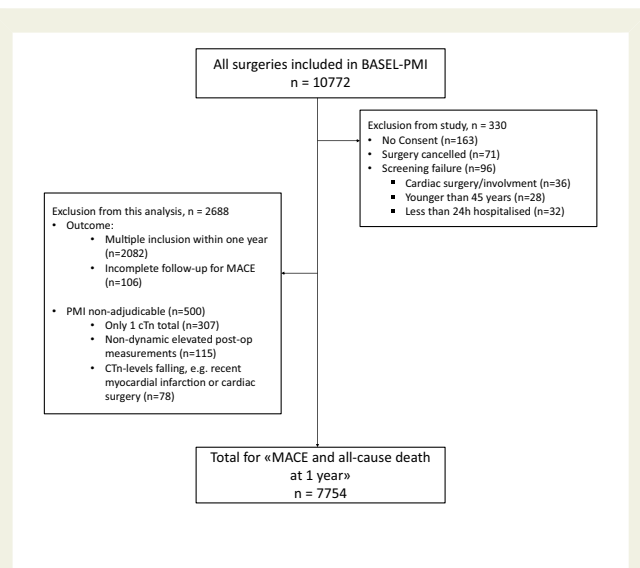 All surgeries included in BASEL-PMI
n = 10772
Exclusion from study, n = 330
• No Consent (n=163)
• Surgery cancelled (n=71)
• Screening failure (n=96)
▪ Cardiac surgery/involvment (n=36)
▪ Younger than 45 years (n=28)
▪ Less than 24h hospitalised (n=32)
Exclusion from this analysis, n = 2688
• Outcome:
• Multiple inclusion within one year
(n=2082)
• Incomplete follow-up for MACE
(n=106)
• PMI non-adjudicable (n=500)
• Only 1 cTn total (n=307)
• Non-dynamic elevated post-op
measurements (n=115)
• CTn-levels falling, e.g. recent
myocardial infarction or cardiac
surgery (n=78)
Total for «MACE and all-cause death
at 1 year»
n = 7754